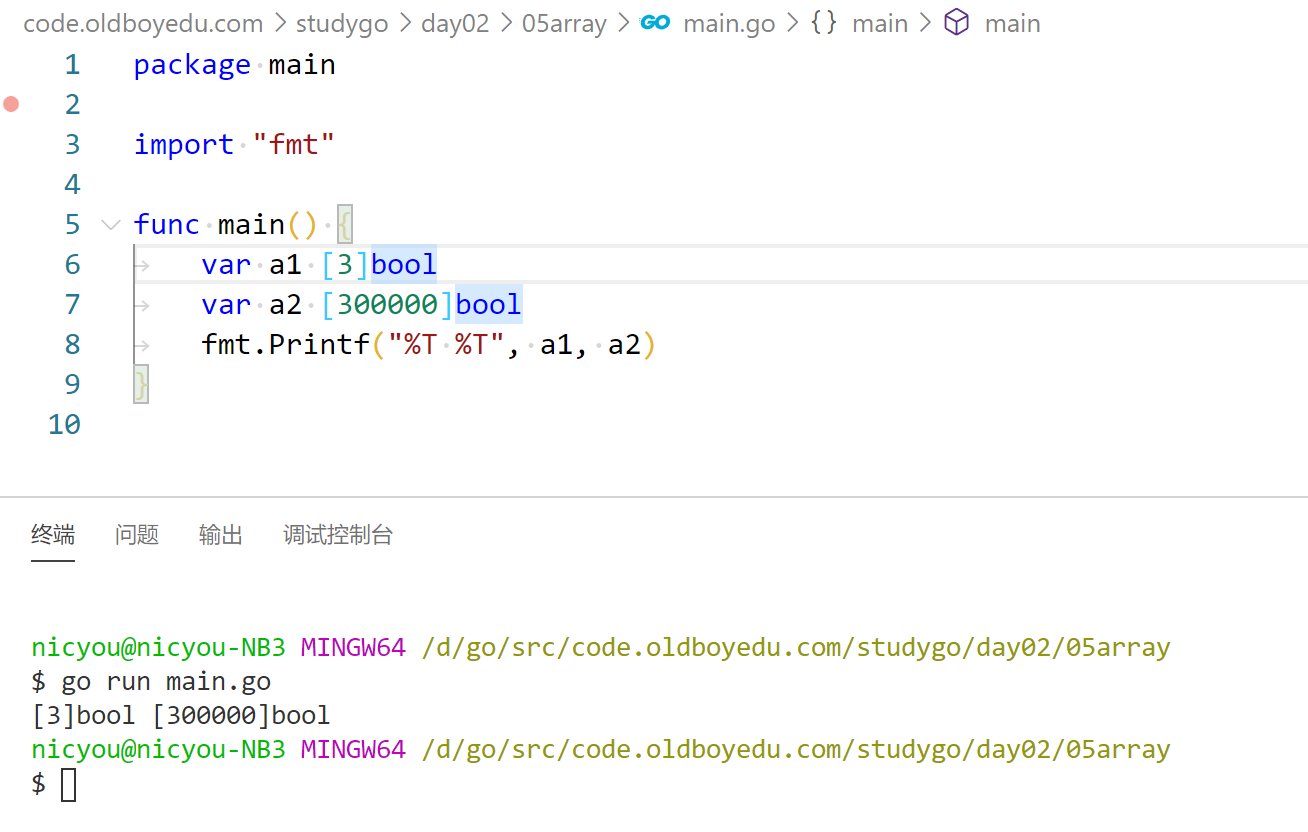 code.oldboyedu.com > studygo > day02 > 05array > GO main.go > {} main > main
1 package main
2
3 import "fmt"
4
5 func main() {
6 var a1 [3]bool
7 var a2 [300000]bool
8 fmt.Printf("%T %T", a1, a2)
9 }
10
终端 问题 输出 调试控制台
nicyou@nicyou-NB3 MINGW64 /d/go/src/code.oldboyedu.com/studygo/day02/05array
$ go run main.go
[3]bool [300000]bool
nicyou@nicyou-NB3 MINGW64 /d/go/src/code.oldboyedu.com/studygo/day02/05array
$